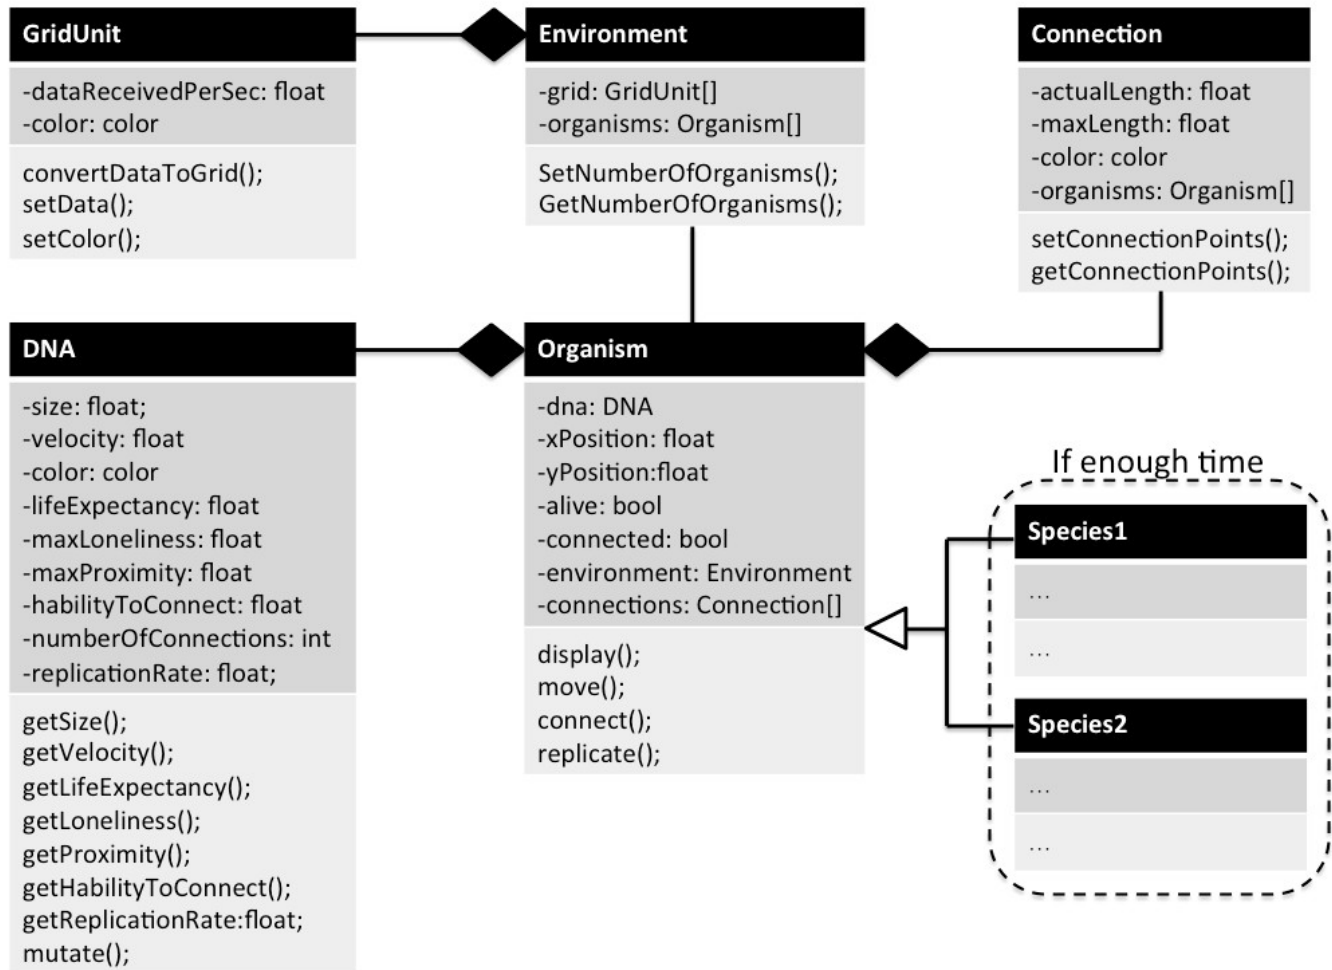 GridUnit
-dataReceivedPerSec: float
-color: color
convertDataToGrid();
setData();
setColor();
Environment
-grid: GridUnit[]
-organisms: Organism[]
SetNumberOfOrganisms();
GetNumberOfOrganisms();
Connection
-actualLength: float
-maxLength: float
-color: color
-organisms: Organism[]
setConnectionPoints();
getConnectionPoints();
DNA
-size: float;
-velocity: float
-color: color
-lifeExpectancy: float
-maxLoneliness: float
-maxProximity: float
-habilityToConnect: float
-numberOfConnections: int
-replicationRate: float;
getSize();
getVelocity();
getLifeExpectancy();
getLoneliness();
getProximity();
getHabilityToConnect();
getReplicationRate:float;
mutate();
Organism
-dna: DNA
-xPosition: float
-yPosition:float
-alive: bool
-connected: bool
-environment: Environment
-connections: Connection[]
display();
move();
connect();
replicate();
If enough time
Species1
...
...
Species2
...
...